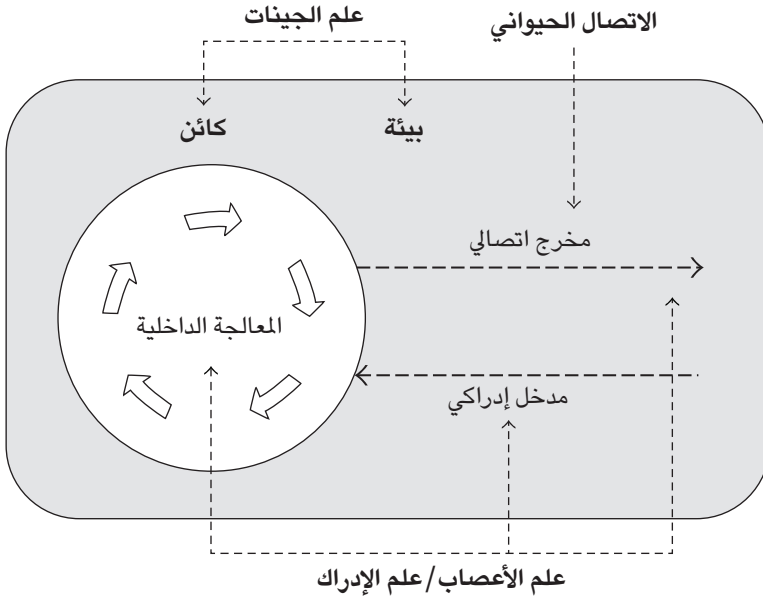 الاتصال الحيواني
علم الجينات
بيئة
كائن
مخرج اتصالي
المعالجة الداخلية
مدخل إدراكي
علم الأعصاب/علم الإدراك